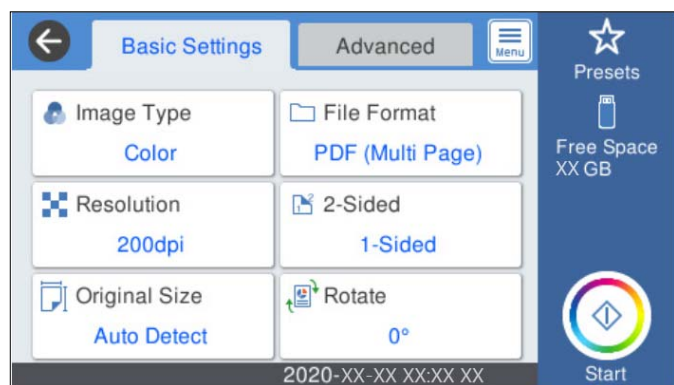 Basic Settings
Advanced
Menu
Presets
Image Type
Color
File Format
PDF (Multi Page)
Free Space
XX GB
Resolution
200dpi
2-Sided
1-Sided
Original Size
Auto Detect
Rotate
0°
2020-XX-XX XX:XX XX
Start